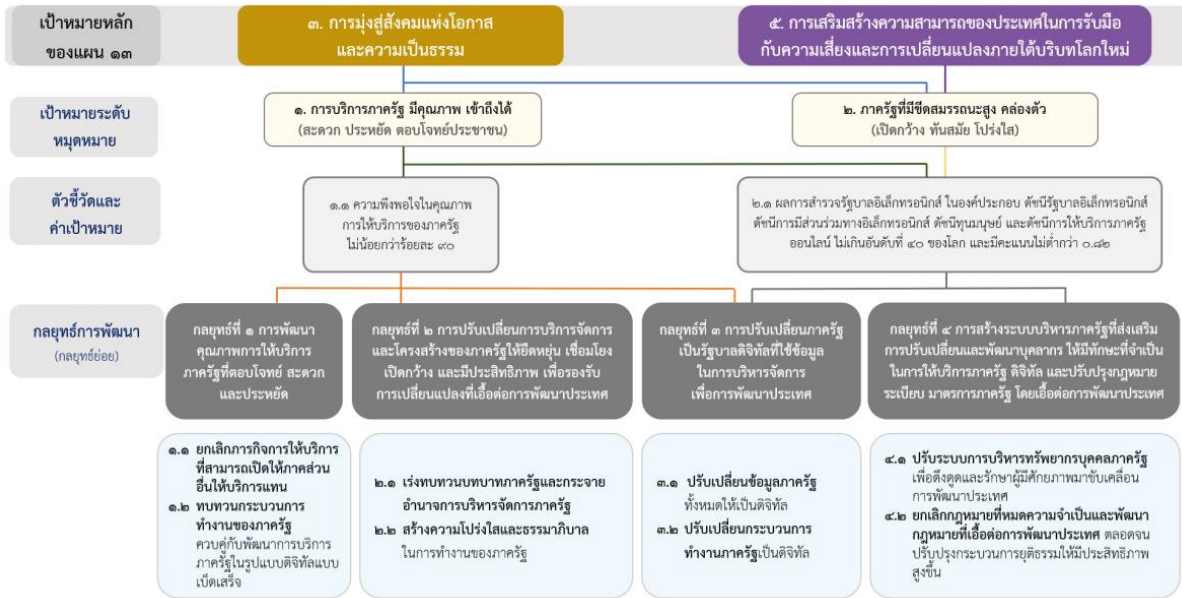 เป้าหมายหลัก
ของแผน ๑๓
๓. การมุ่งสู่สังคมแห่งโอกาส
และความเป็นธรรม
๕. การเสริมสร้างความสามารถของประเทศในการรับมือ
กับความเสี่ยงและการเปลี่ยนแปลงภายใต้บริบทโลกใหม่
เป้าหมายระดับ
หมุดหมาย
๑. การบริการภาครัฐ มีคุณภาพ เข้าถึงได้
(สะดวก ประหยัด ตอบโจทย์ประชาชน)
๒. ภาครัฐที่มีขีดสมรรถนะสูง คล่องตัว
(เปิดกว้าง ทันสมัย โปร่งใส)
ตัวชี้วัดและ
ค่าเป้าหมาย
๑.๑ ความพึงพอใจในคุณภาพ
การให้บริการของภาครัฐ
ไม่น้อยกว่าร้อยละ ๙๐
๒.๑ ผลการสำรวจรัฐบาลอิเล็กทรอนิกส์ ในองค์ประกอบ ดัชนีรัฐบาลอิเล็กทรอนิกส์
ดัชนีการมีส่วนร่วมทางอิเล็กทรอนิกส์ ดัชนีทุนมนุษย์ และดัชนีการให้บริการภาครัฐ
ออนไลน์ ไม่เกินอันดับที่ ๔๐ ของโลก และมีคะแนนไม่ต่ำกว่า ๐.๘๒
กลยุทธ์การพัฒนา
(กลยุทธ์ย่อย)
กลยุทธ์ที่ ๑ การพัฒนา
คุณภาพการให้บริการ
ภาครัฐที่ตอบโจทย์ สะดวก
และประหยัด
กลยุทธ์ที่ ๒ การปรับเปลี่ยนการบริหารจัดการ
และโครงสร้างของภาครัฐให้ยืดหยุ่น เชื่อมโยง
เปิดกว้าง และมีประสิทธิภาพ เพื่อรองรับ
การเปลี่ยนแปลงที่เอื้อต่อการพัฒนาประเทศ
กลยุทธ์ที่ ๓ การปรับเปลี่ยนภาครัฐ
เป็นรัฐบาลดิจิทัลที่ใช้ข้อมูล
ในการบริหารจัดการ
เพื่อการพัฒนาประเทศ
กลยุทธ์ที่ ๔ การสร้างระบบบริหารภาครัฐที่ส่งเสริม
การปรับเปลี่ยนและพัฒนาบุคลากร ให้มีทักษะที่จำเป็น
ในการให้บริการภาครัฐ ดิจิทัล และปรับปรุงกฎหมาย
ระเบียบ มาตรการภาครัฐ โดยเอื้อต่อการพัฒนาประเทศ
๑.๑ ยกเลิกภารกิจการให้บริการ
ที่สามารถเปิดให้ภาคส่วน
อื่นให้บริการแทน
๑.๒ ทบทวนกระบวนการ
ทำงานของภาครัฐ
ควบคู่กับพัฒนาการบริการ
ภาครัฐในรูปแบบดิจิทัลแบบ
เบ็ดเสร็จ
๒.๑ เร่งทบทวนบทบาทภาครัฐและกระจาย
อำนาจการบริหารจัดการภาครัฐ
๒.๒ สร้างความโปร่งใสและธรรมาภิบาล
ในการทำงานของภาครัฐ
๓.๑ ปรับเปลี่ยนข้อมูลภาครัฐ
ทั้งหมดให้เป็นดิจิทัล
๓.๒ ปรับเปลี่ยนกระบวนการ
ทำงานภาครัฐเป็นดิจิทัล
๔.๑ ปรับระบบการบริหารทรัพยากรบุคคลภาครัฐ
เพื่อดึงดูดและรักษาผู้มีศักยภาพมาขับเคลื่อน
การพัฒนาประเทศ
๔.๒ ยกเลิกกฎหมายที่หมดความจำเป็นและพัฒนา
กฎหมายที่เอื้อต่อการพัฒนาประเทศ ตลอดจน
ปรับปรุงกระบวนการยุติธรรมให้มีประสิทธิภาพ
สูงขึ้น